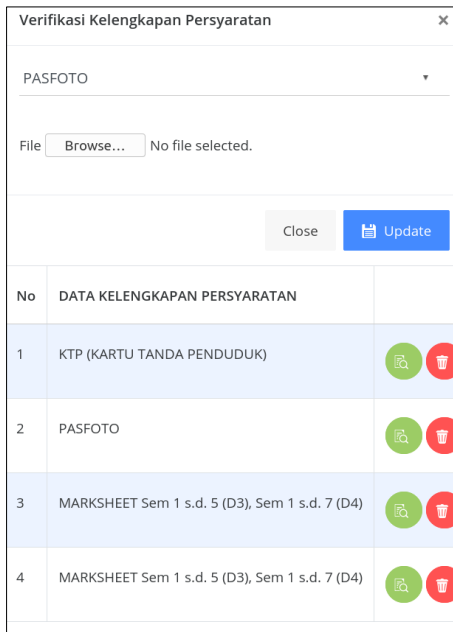 Verifikasi Kelengkapan Persyaratan ×
PASFOTO
File Browse... No file selected.
Close Update
No DATA KELENGKAPAN PERSYARATAN
1 KTP (KARTU TANDA PENDUDUK)
2 PASFOTO
3 MARKSHEET Sem 1 s.d. 5 (D3), Sem 1 s.d. 7 (D4)
4 MARKSHEET Sem 1 s.d. 5 (D3), Sem 1 s.d. 7 (D4)